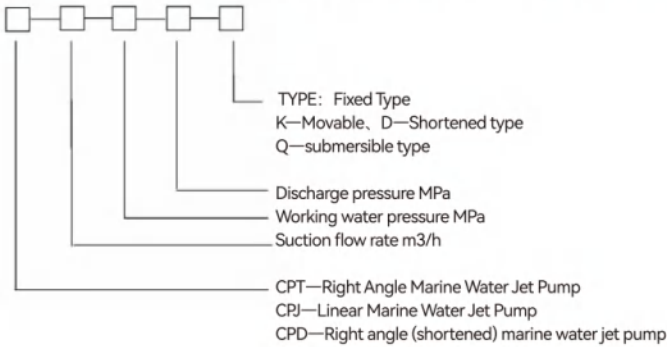 TYPE：Fixed Type
K—Movable、D—Shortened type
Q—submersible type
Discharge pressure MPa
Working water pressure MPa
Suction flow rate m3/h
CPT—Right Angle Marine Water Jet Pump
CPJ—Linear Marine Water Jet Pump
CPD—Right angle (shortened) marine water jet pump